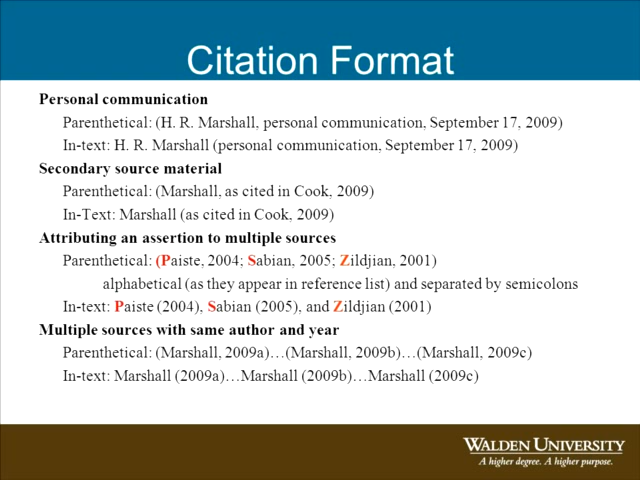 Citation Format
Personal communication
Parenthetical: (H. R. Marshall, personal communication, September 17, 2009)
In-text: H. R. Marshall (personal communication, September 17, 2009)
Secondary source material
Parenthetical: (Marshall, as cited in Cook, 2009)
In-Text: Marshall (as cited in Cook, 2009)
Attributing an assertion to multiple sources
Parenthetical: (Paiste, 2004; Sabian, 2005; Zildjian, 2001)
alphabetical (as they appear in reference list) and separated by semicolons
In-text: Paiste (2004), Sabian (2005), and Zildjian (2001)
Multiple sources with same author and year
Parenthetical: (Marshall, 2009a)…(Marshall, 2009b)…(Marshall, 2009c)
In-text: Marshall (2009a)…Marshall (2009b)…Marshall (2009c)
WALDEN UNIVERSITY
A higher degree. A higher purpose.